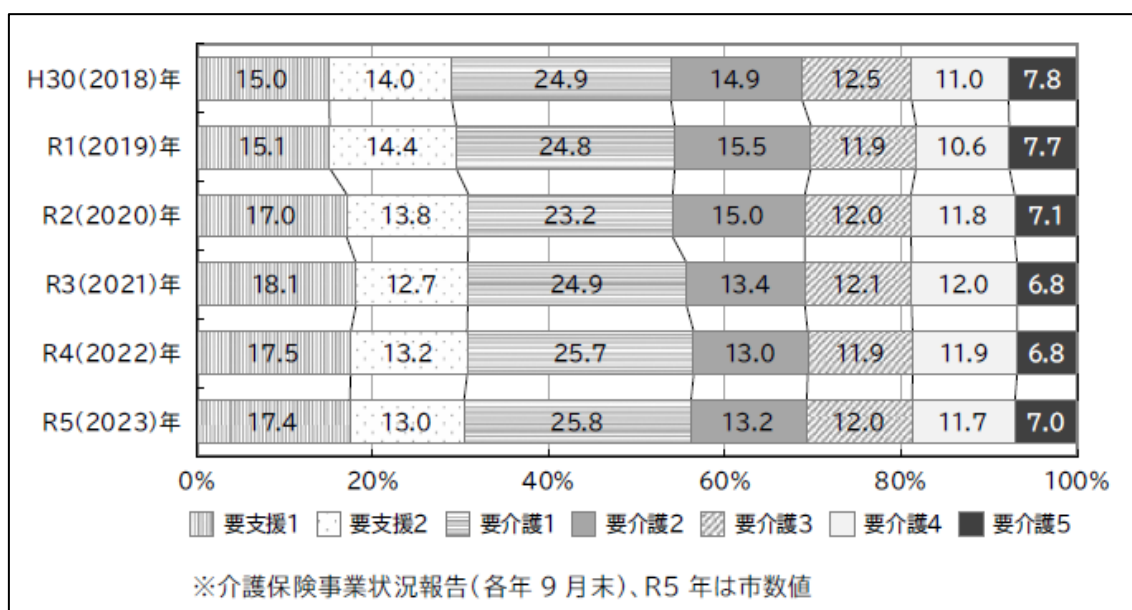 H30(2018)年 15.0 14.0 24.9 14.9 12.5 11.0 7.8
R1(2019)年 15.1 14.4 24.8 15.5 11.9 10.6 7.7
R2(2020)年 17.0 13.8 23.2 15.0 12.0 11.8 7.1
R3(2021)年 18.1 12.7 24.9 13.4 12.1 12.0 6.8
R4(2022)年 17.5 13.2 25.7 13.0 11.9 11.9 6.8
R5(2023)年 17.4 13.0 25.8 13.2 12.0 11.7 7.0
0% 20% 40% 60% 80% 100%
要支援1 要支援2 要介護1 要介護2 要介護3 要介護4 要介護5
※介護保険事業状況報告(各年 9 月末)、R5 年は市数値